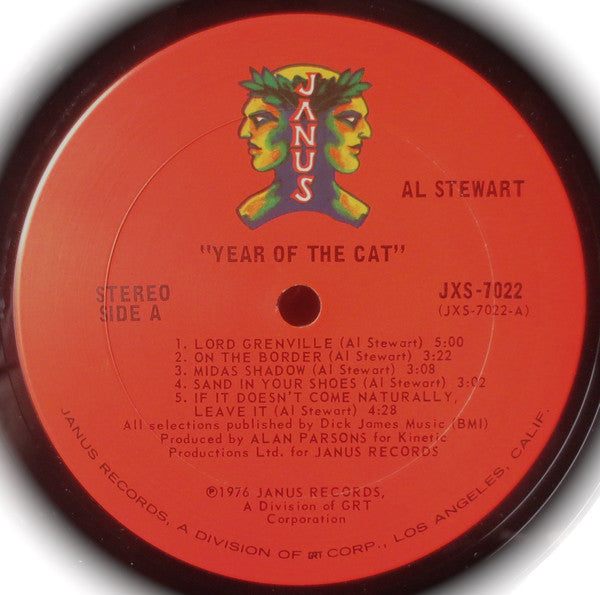 JANUS
AL STEWART
"YEAR OF THE CAT"
STEREO
SIDE A
JXS-7022
(JXS-7022-A)
1. LORD GRENVILLE (Al Stewart) 5:00
2. ON THE BORDER (Al Stewart) 3:22
3. MIDAS SHADOW (Al Stewart) 3:08
4. SAND IN YOUR SHOES (Al Stewart) 3:02
5. IF IT DOESN'T COME NATURALLY,
LEAVE IT (Al Stewart) 4:28
All selections published by Dick James Music (BMI)
Produced by ALAN PARSONS for Kinetic
Productions Ltd. for JANUS RECORDS
℗1976 JANUS RECORDS,
A Division of GRT
Corporation
JANUS RECORDS, A DIVISION OF GRT CORP., LOS ANGELES, CALIF.